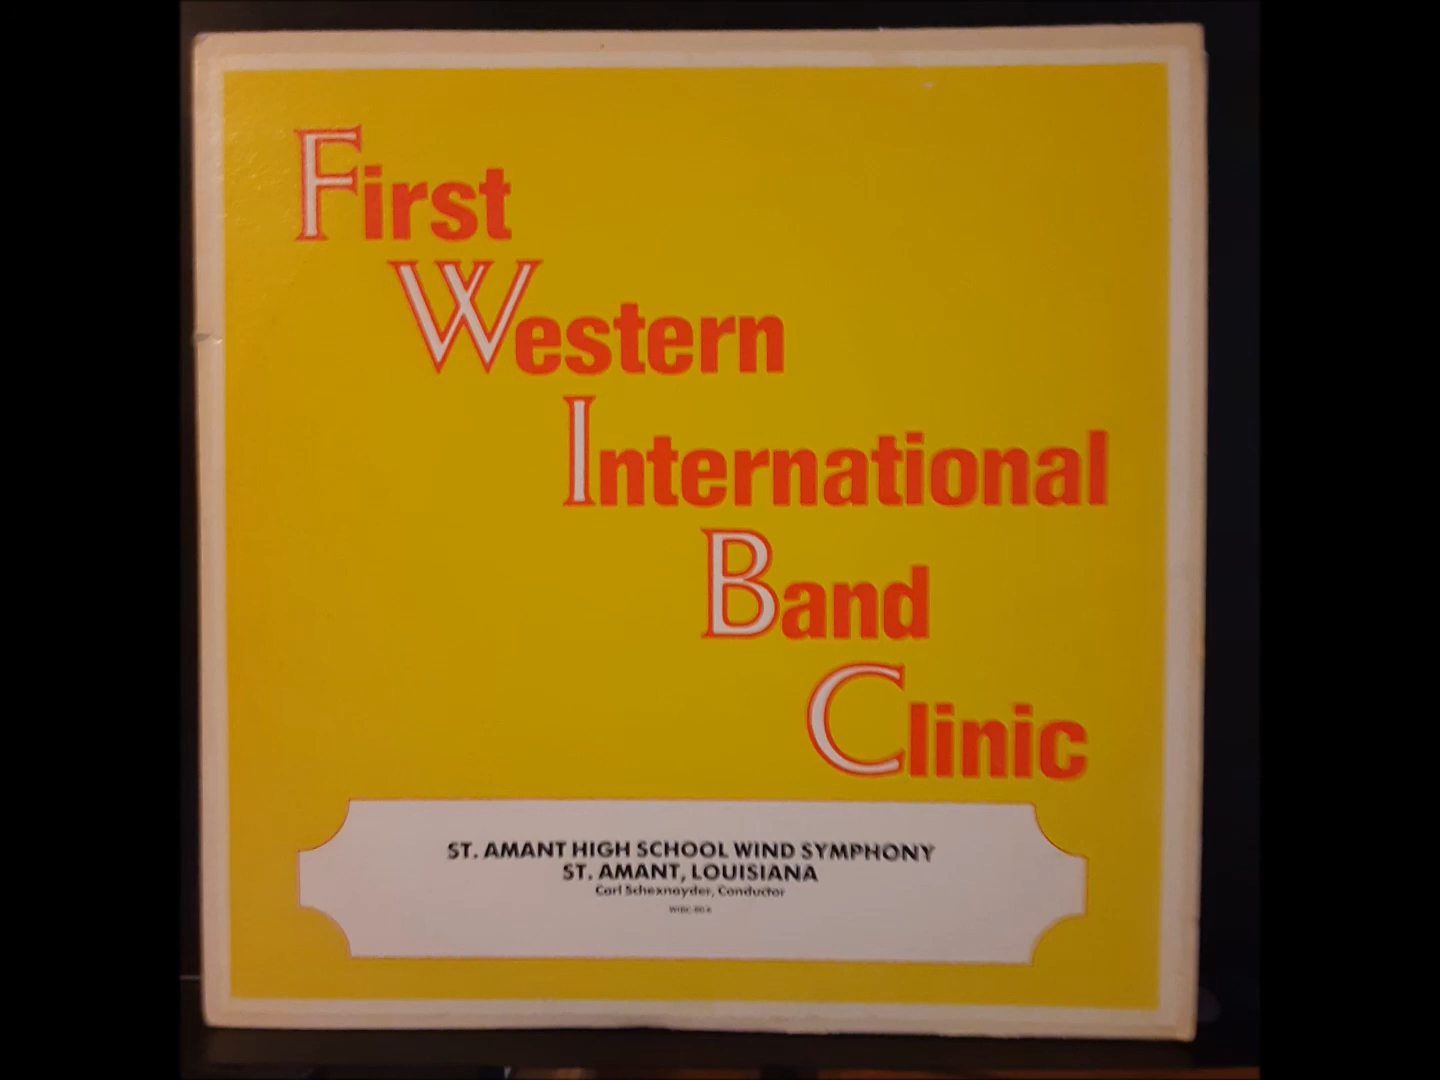 First
Western
International
Band
Clinic
ST. AMANT HIGH SCHOOL WIND SYMPHONY
ST. AMANT, LOUISIANA
Carl Schexnayder, Conductor